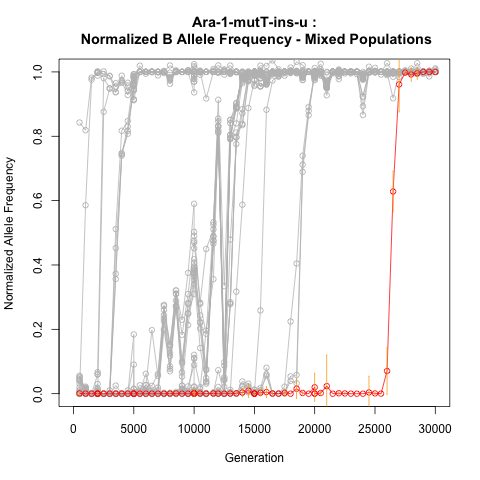 Ara-1-mutT-ins-u :
Normalized B Allele Frequency - Mixed Populations
Normalized Allele Frequency
1.0
0.8
0.6
0.4
0.2
0.0
0 5000 10000 15000 20000 25000 30000
Generation